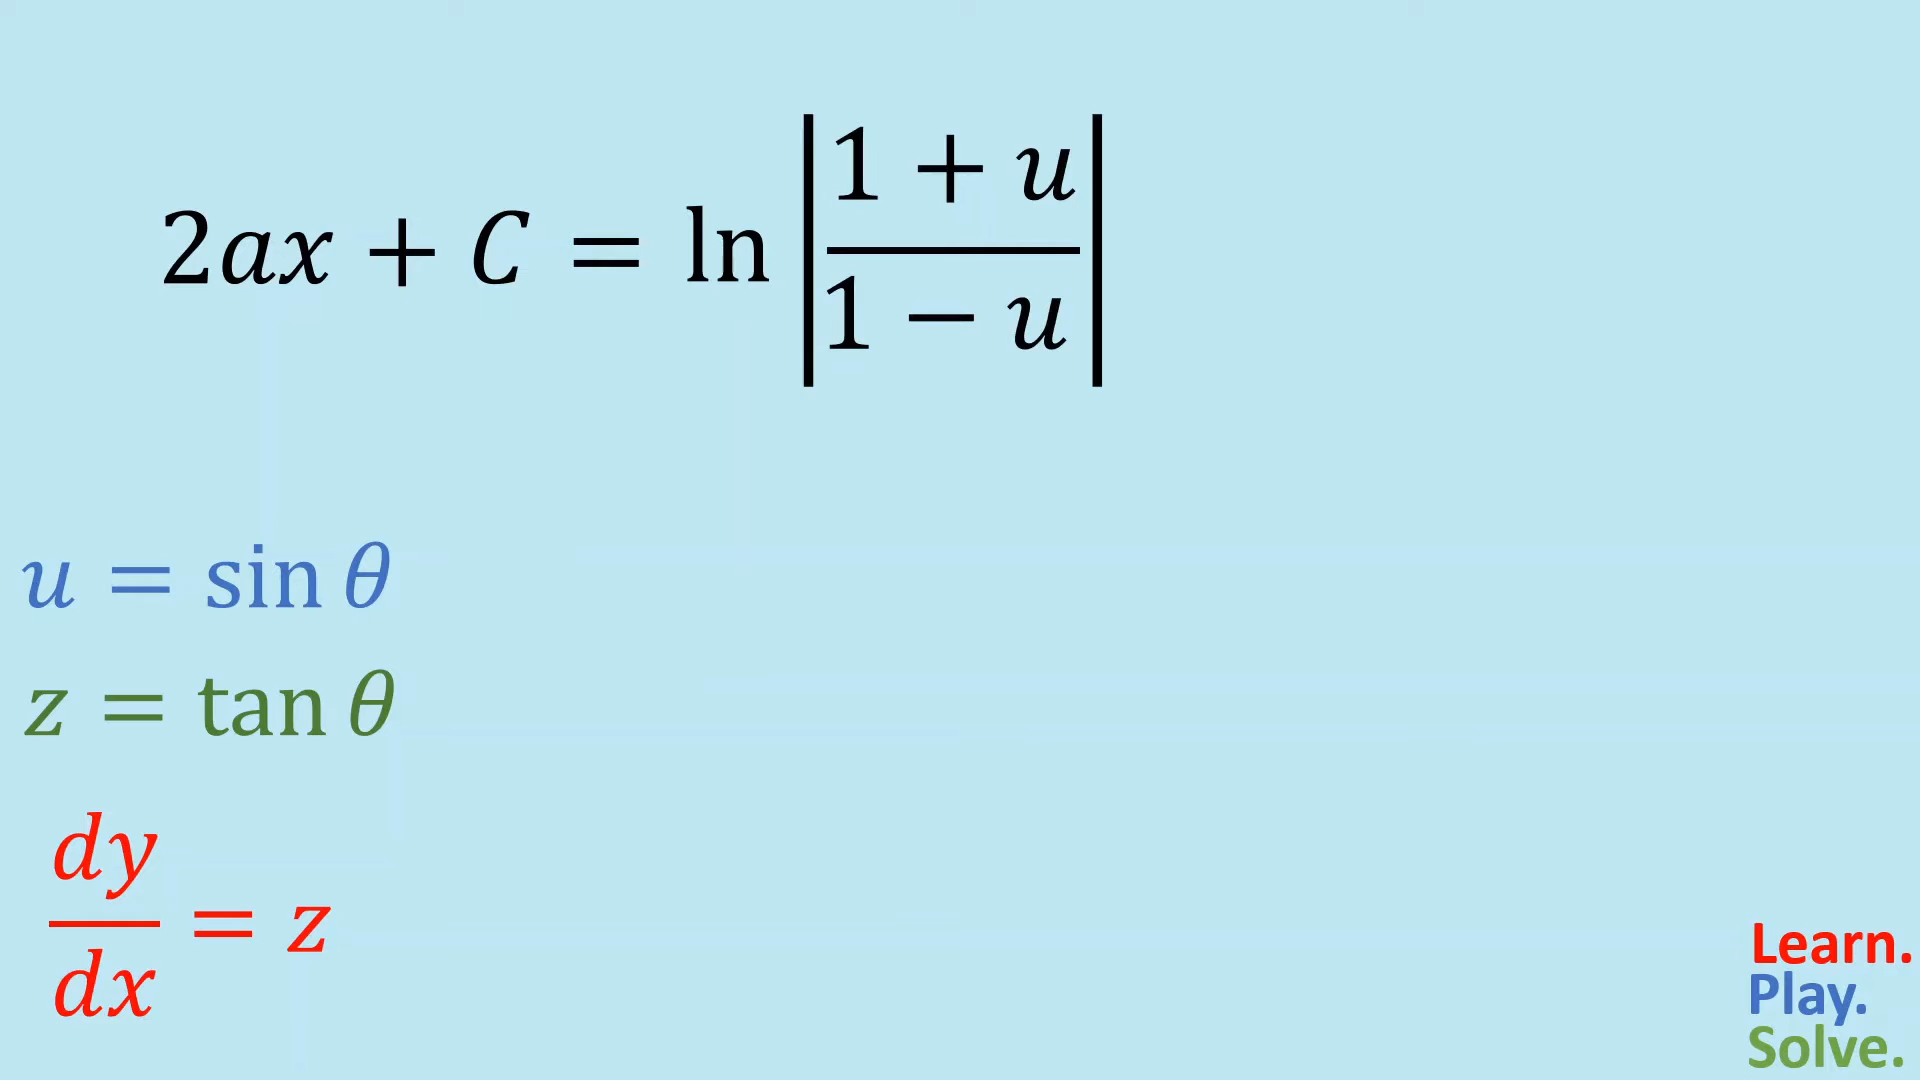 2ax + C = ln |(1 + u)/(1 − u)|
u = sin θ
z = tan θ
dy/dx = z
Learn.
Play.
Solve.